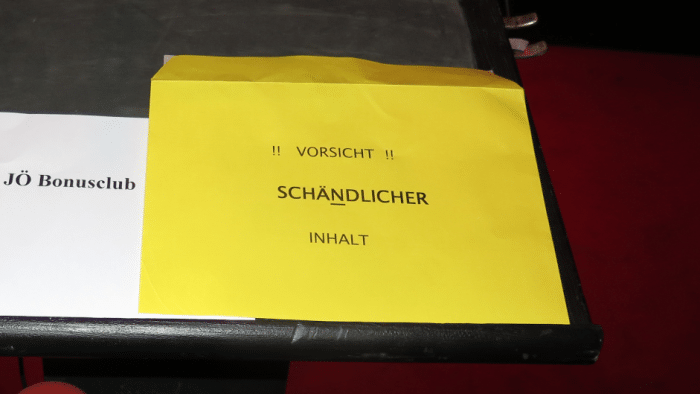 JÖ Bonusclub
!! VORSICHT !!
SCHÄNDLICHER
INHALT